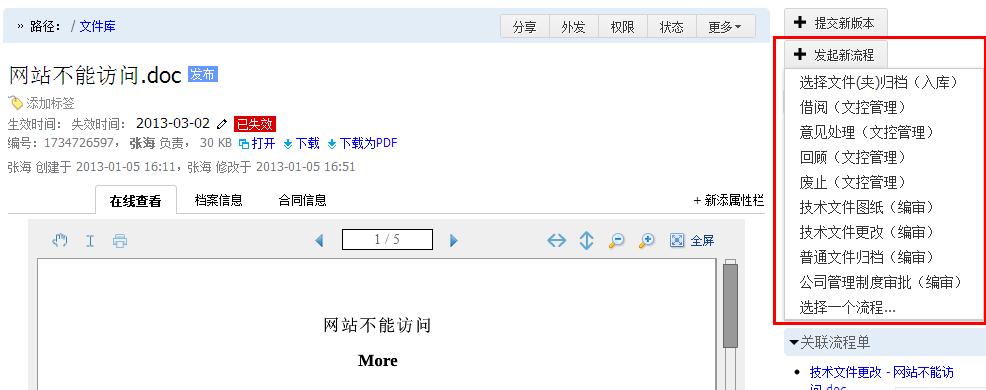 » 路径： / 文件库
分享 外发 权限 状态 更多
网站不能访问.doc 发布
添加标签
生效时间： 失效时间： 2013-03-02 已失效
编号：1734726597， 张海 负责， 30 KB 打开 下载 下载为PDF
张海 创建于 2013-01-05 16:11，张海 修改于 2013-01-05 16:51
在线查看 档案信息 合同信息 + 新添属性栏
1 / 5 全屏
网站不能访问
More
+ 提交新版本
+ 发起新流程
选择文件(夹)归档（入库）
借阅（文控管理）
意见处理（文控管理）
回顾（文控管理）
废止（文控管理）
技术文件图纸（编审）
技术文件更改（编审）
普通文件归档（编审）
公司管理制度审批（编审）
选择一个流程...
关联流程单
• 技术文件更改 - 网站不能访
问.doc